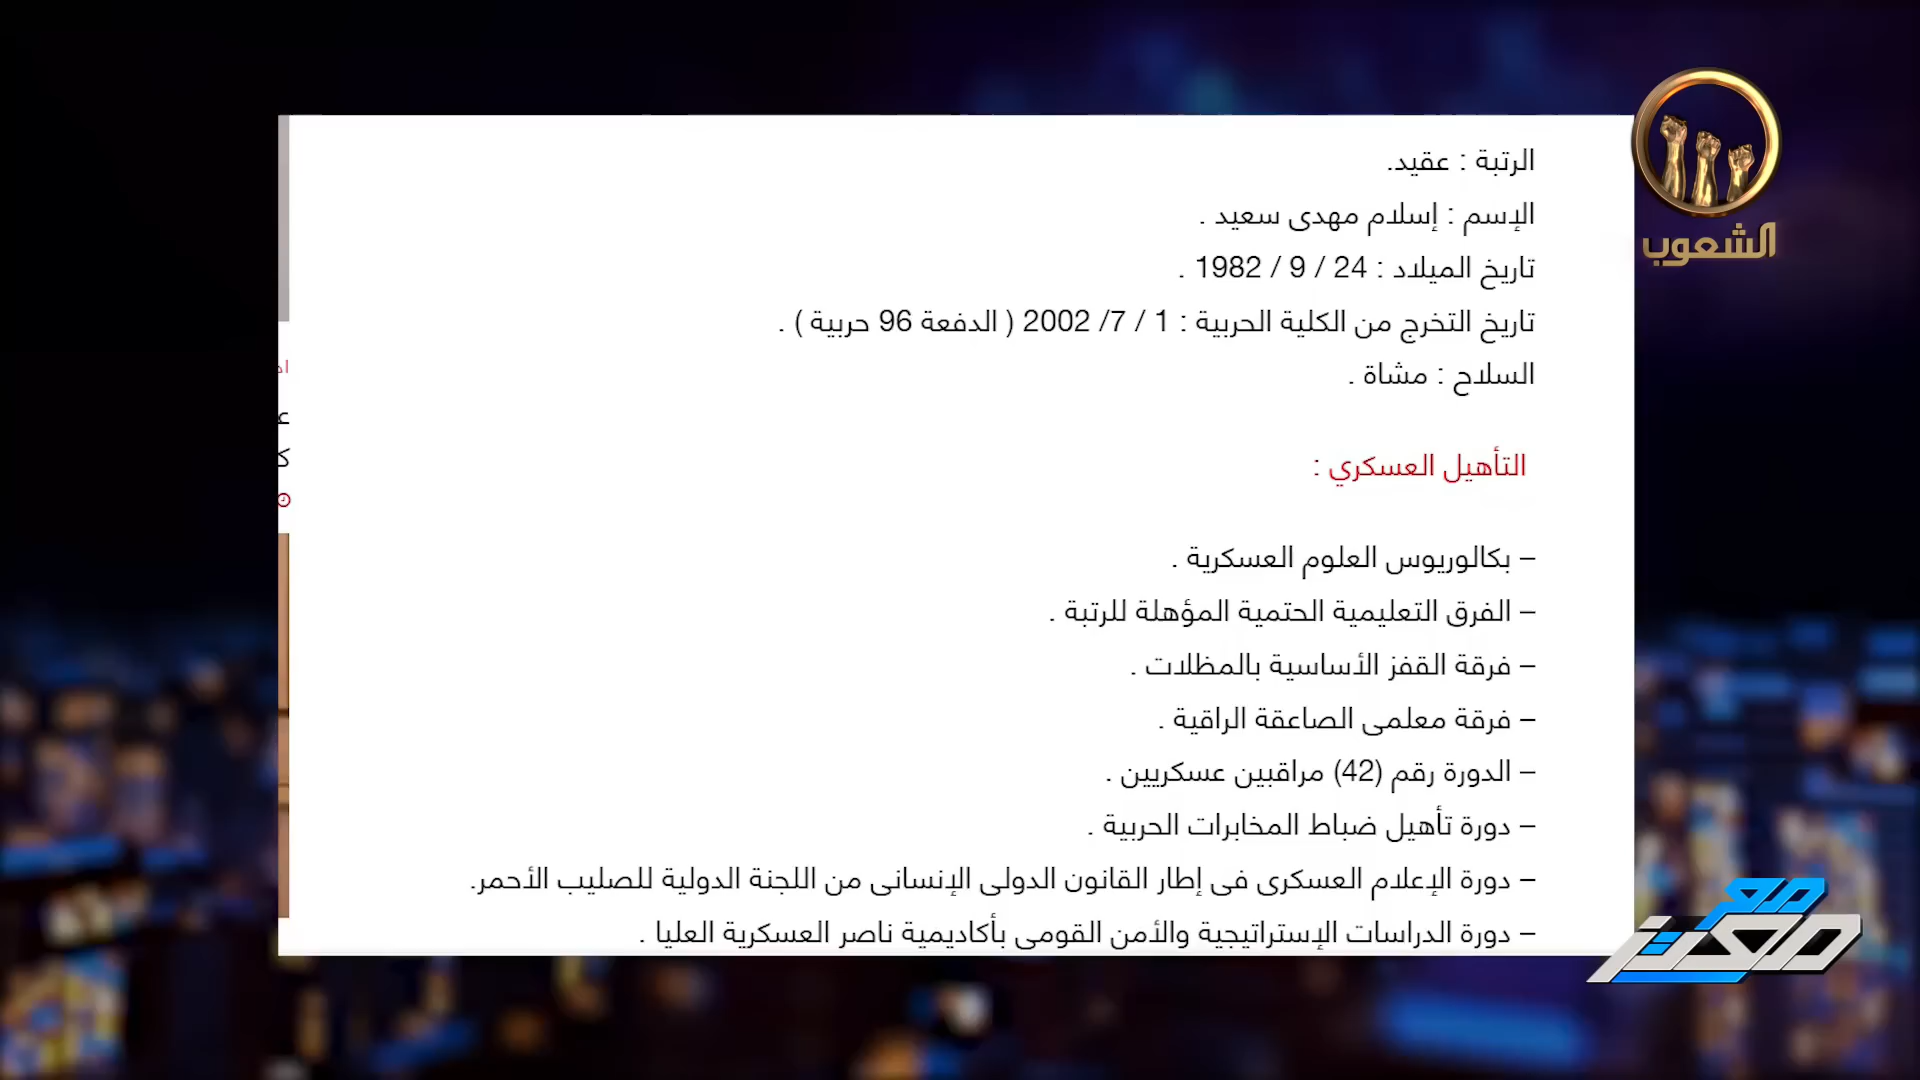 الرتبة : عقيد.
الإسم : إسلام مهدى سعيد .
تاريخ الميلاد : 24 / 9 / 1982 .
تاريخ التخرج من الكلية الحربية : 1 / 7/ 2002 ( الدفعة 96 حربية ) .
السلاح : مشاة .
التأهيل العسكري :
– بكالوريوس العلوم العسكرية .
– الفرق التعليمية الحتمية المؤهلة للرتبة .
– فرقة القفز الأساسية بالمظلات .
– فرقة معلمى الصاعقة الراقية .
– الدورة رقم (42) مراقبين عسكريين .
– دورة تأهيل ضباط المخابرات الحربية .
– دورة الإعلام العسكرى فى إطار القانون الدولى الإنسانى من اللجنة الدولية للصليب الأحمر.
– دورة الدراسات الإستراتيجية والأمن القومى بأكاديمية ناصر العسكرية العليا .
الشعوب
مع